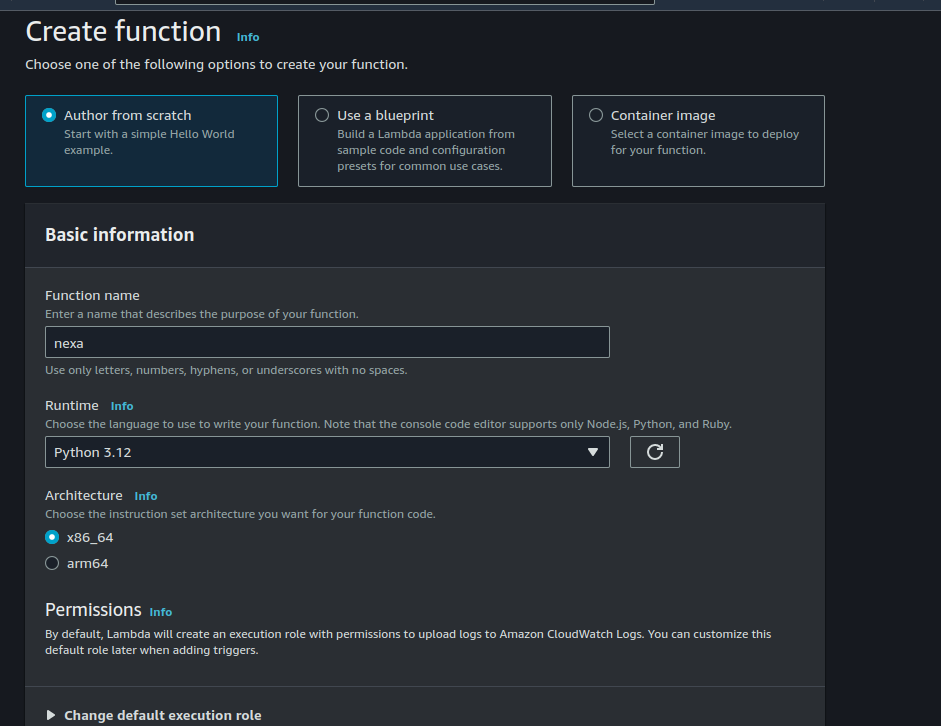 Create function Info
Choose one of the following options to create your function.
Author from scratch
Start with a simple Hello World
example.
Use a blueprint
Build a Lambda application from
sample code and configuration
presets for common use cases.
Container image
Select a container image to deploy
for your function.
Basic information
Function name
Enter a name that describes the purpose of your function.
nexa
Use only letters, numbers, hyphens, or underscores with no spaces.
Runtime Info
Choose the language to use to write your function. Note that the console code editor supports only Node.js, Python, and Ruby.
Python 3.12
Architecture Info
Choose the instruction set architecture you want for your function code.
x86_64
arm64
Permissions Info
By default, Lambda will create an execution role with permissions to upload logs to Amazon CloudWatch Logs. You can customize this
default role later when adding triggers.
Change default execution role